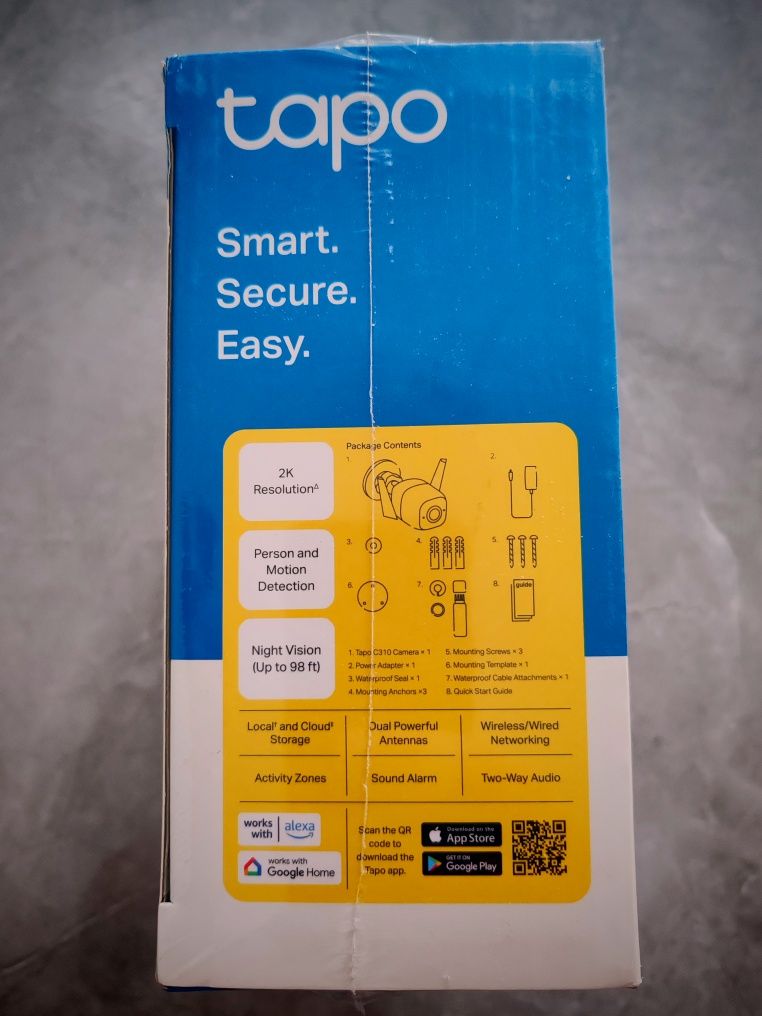 tapo
Smart.
Secure.
Easy.
2K
Resolution△
Person and
Motion
Detection
Night Vision
(Up to 98 ft)
Package Contents
1.
2.
3.
4.
5.
6.
7.
8.
guide
1. Tapo C310 Camera × 1
2. Power Adapter × 1
3. Waterproof Seal × 1
4. Mounting Anchors ×3
5. Mounting Screws × 3
6. Mounting Template × 1
7. Waterproof Cable Attachments × 1
8. Quick Start Guide
Local† and Cloud‡
Storage
Dual Powerful
Antennas
Wireless/Wired
Networking
Activity Zones
Sound Alarm
Two-Way Audio
works
with
alexa
works with
Google Home
Scan the QR
code to
download the
Tapo app.
Download on the
App Store
GET IT ON
Google Play